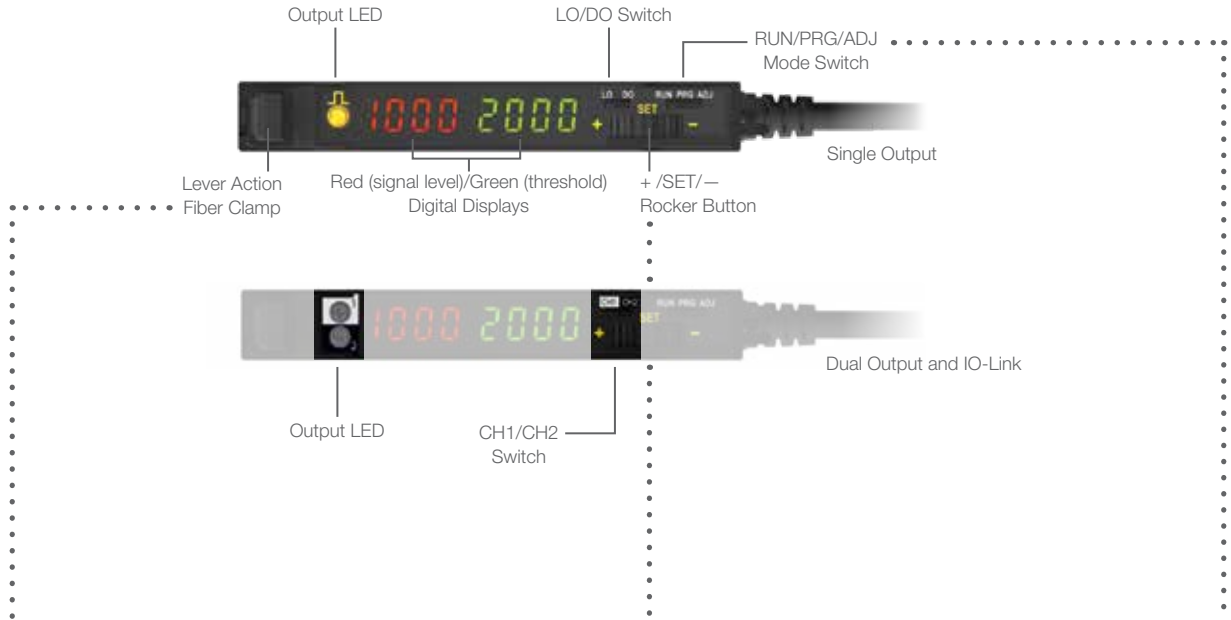 Output LED
LO/DO Switch
RUN/PRG/ADJ
Mode Switch
LO DO
RUN PRG ADJ
SET
1000 2000
+ −
Single Output
Lever Action
Fiber Clamp
Red (signal level)/Green (threshold)
Digital Displays
+ /SET/—
Rocker Button
CH1 CH2
RUN PRG ADJ
SET
1000 2000
+ −
Dual Output and IO-Link
Output LED
CH1/CH2
Switch